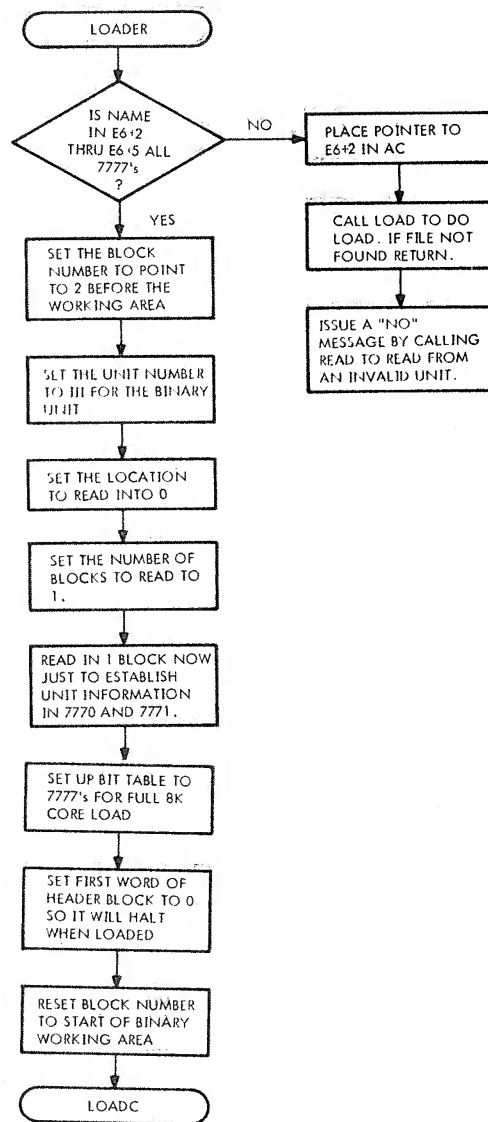 LOADER
IS NAME
IN E6+2
THRU E6+5 ALL
7777's
?
NO
PLACE POINTER TO
E6+2 IN AC
CALL LOAD TO DO
LOAD. IF FILE NOT
FOUND RETURN.
ISSUE A "NO"
MESSAGE BY CALLING
READ TO READ FROM
AN INVALID UNIT.
YES
SET THE BLOCK
NUMBER TO POINT
TO 2 BEFORE THE
WORKING AREA
SET THE UNIT NUMBER
TO III FOR THE BINARY
UNIT
SET THE LOCATION
TO READ INTO 0
SET THE NUMBER OF
BLOCKS TO READ TO
1.
READ IN 1 BLOCK NOW
JUST TO ESTABLISH
UNIT INFORMATION
IN 7770 AND 7771.
SET UP BIT TABLE TO
7777's FOR FULL 8K
CORE LOAD
SET FIRST WORD OF
HEADER BLOCK TO 0
SO IT WILL HALT
WHEN LOADED
RESET BLOCK NUMBER
TO START OF BINARY
WORKING AREA
LOADC